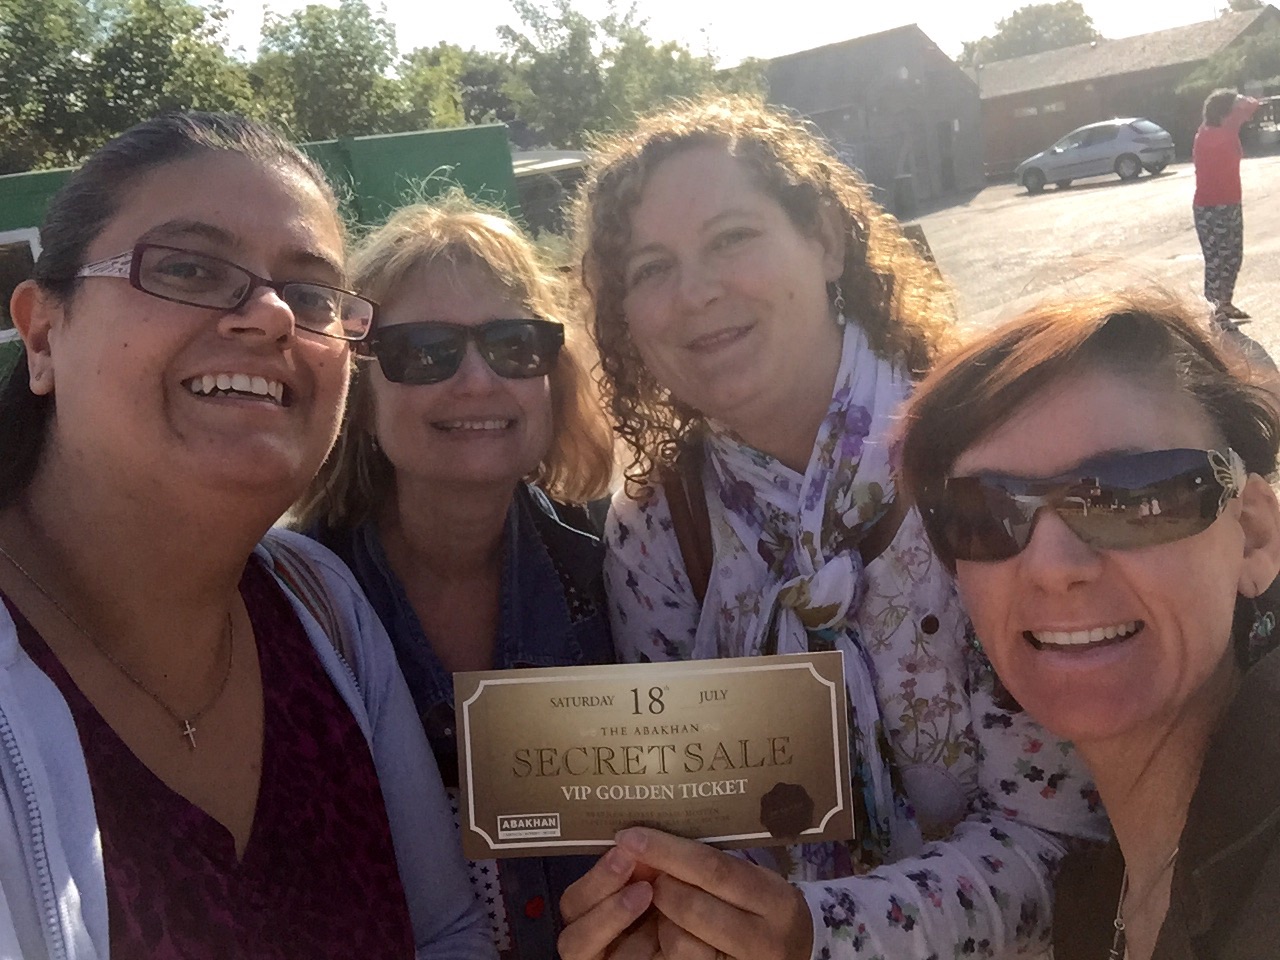 SATURDAY 18th JULY
THE ABAKHAN
SECRET SALE
VIP GOLDEN TICKET
ABAKHAN